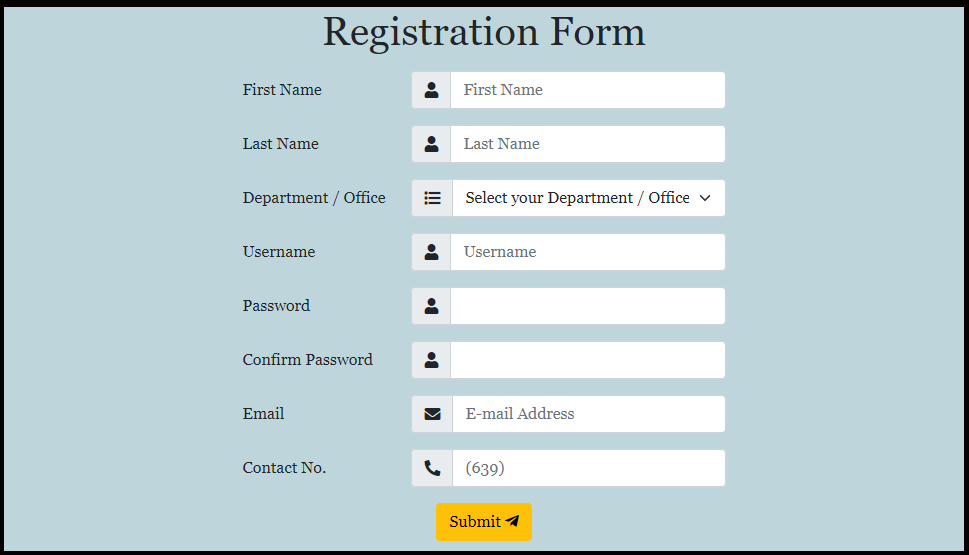 Registration Form
First Name First Name
Last Name Last Name
Department / Office Select your Department / Office
Username Username
Password
Confirm Password
Email E-mail Address
Contact No. (639)
Submit